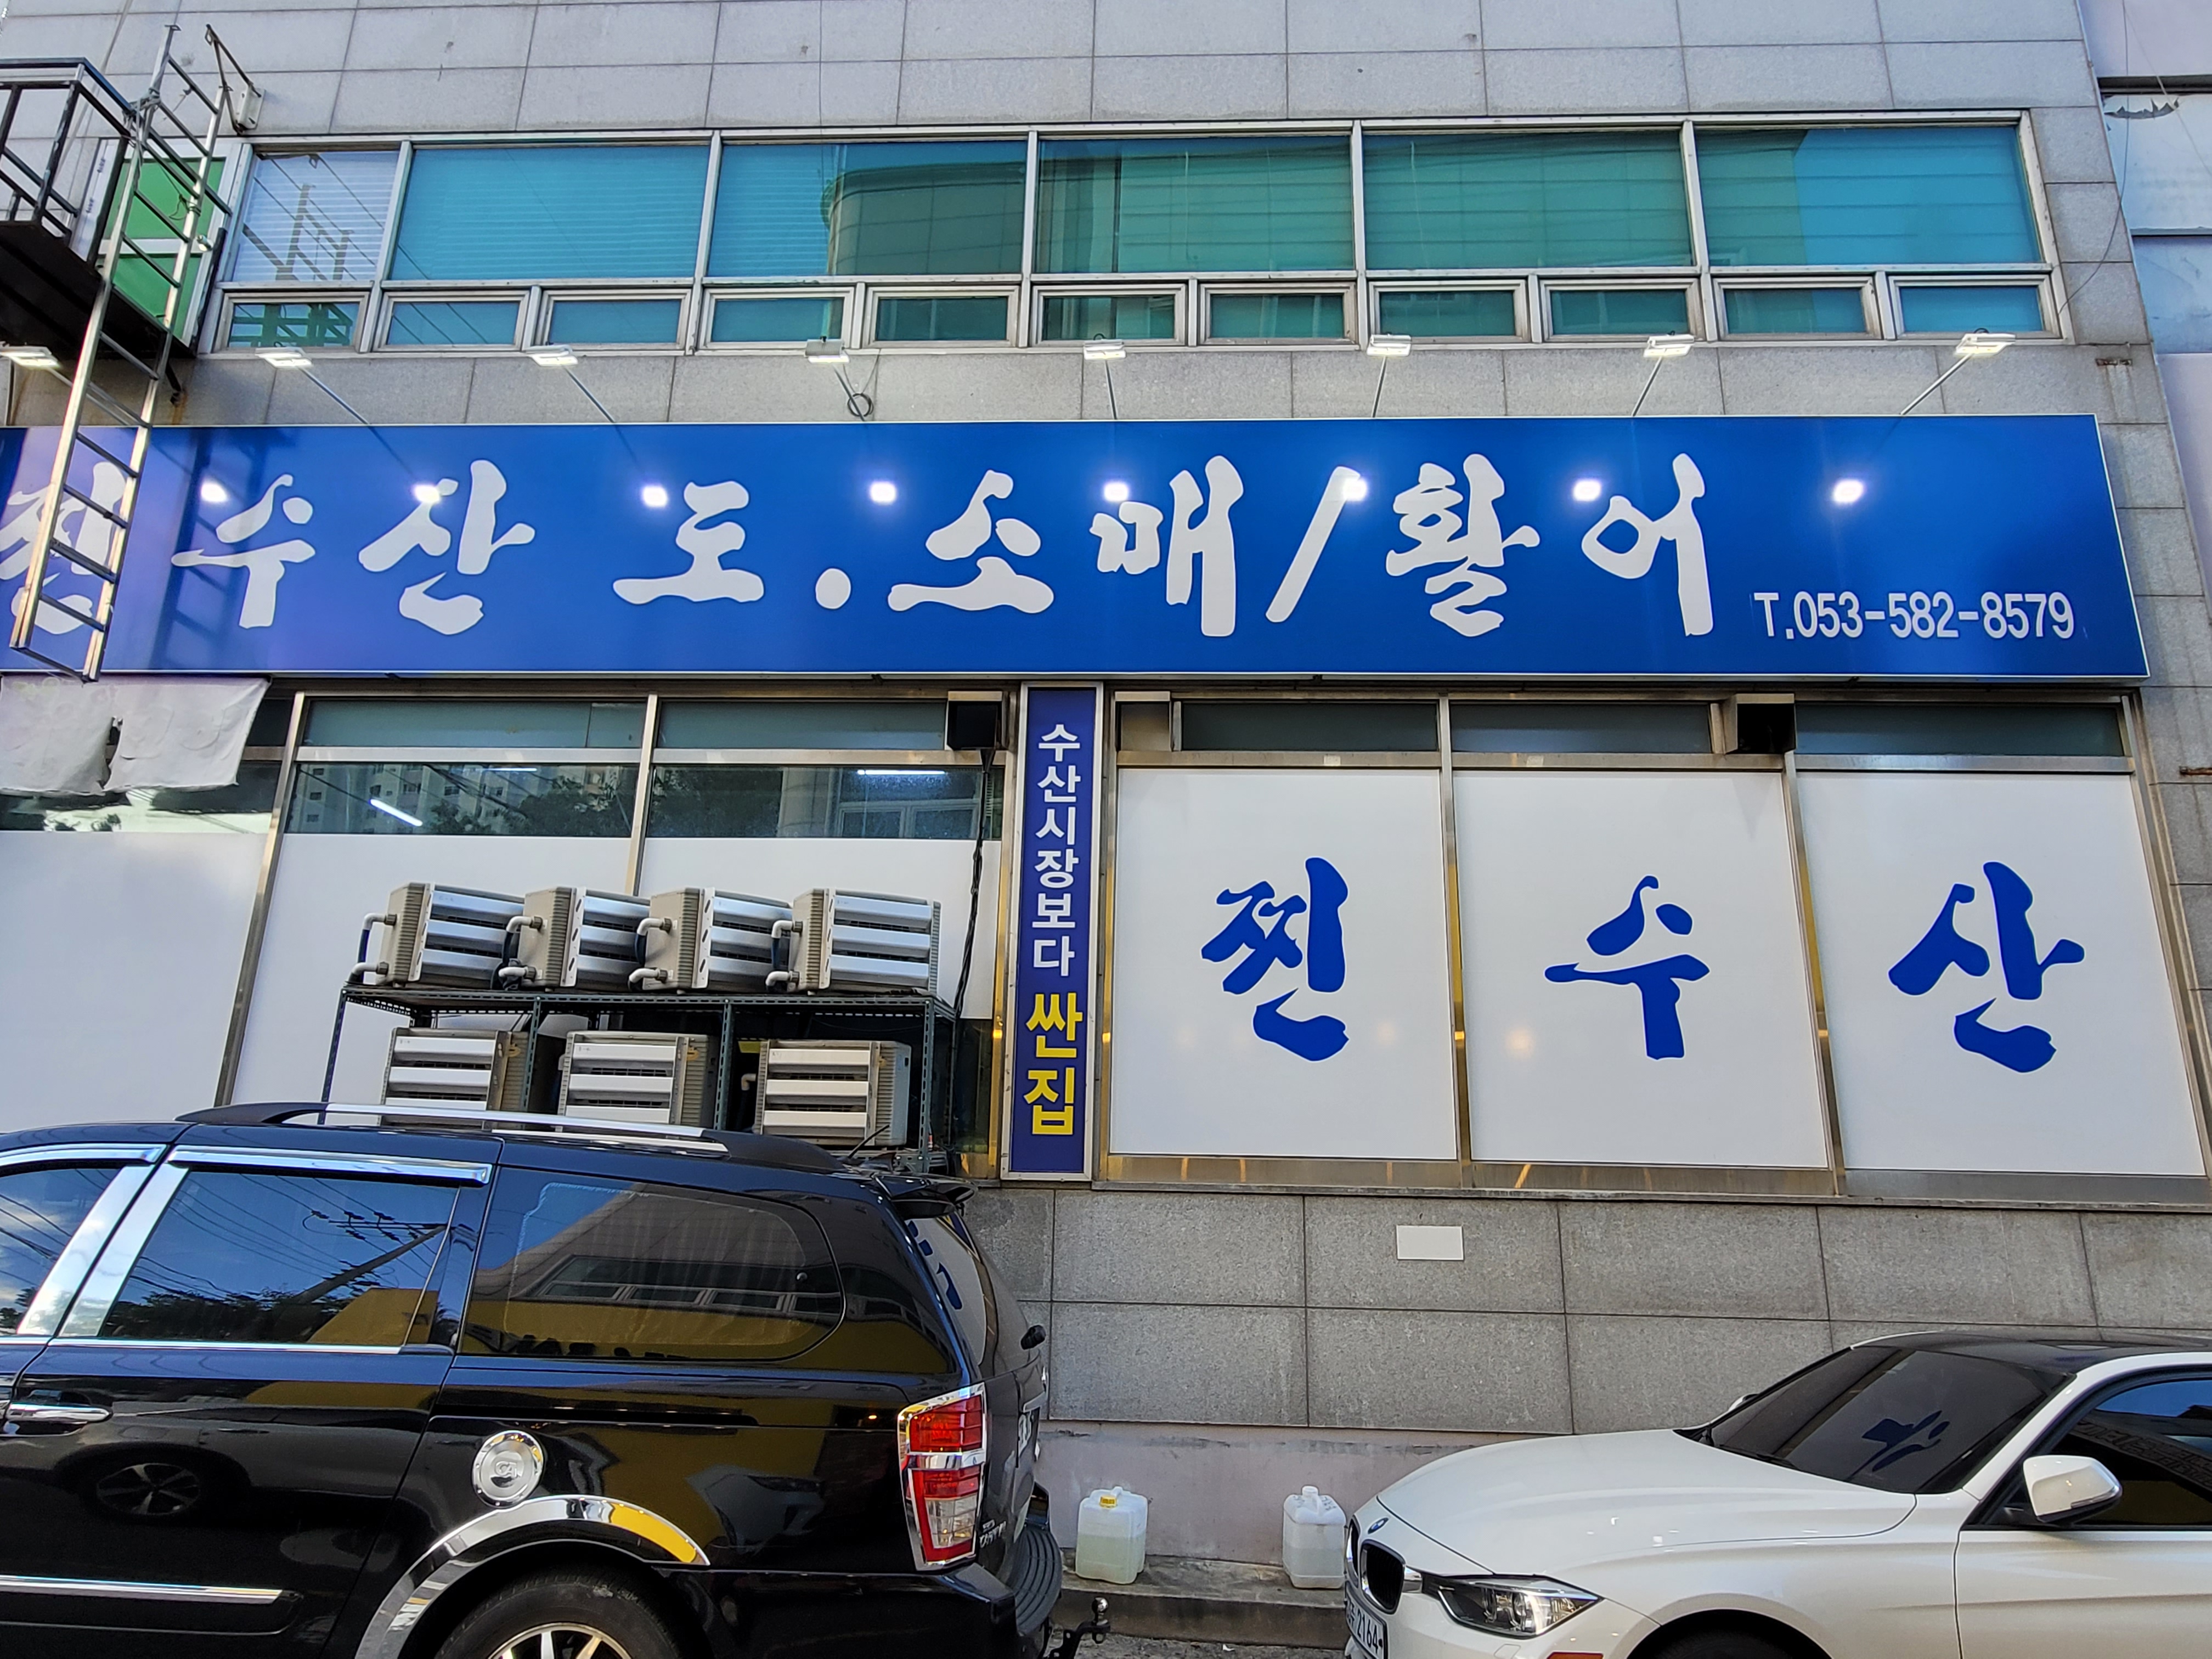 찐 수산 도.소매/활어
T.053-582-8579
수산시장보다 싼집
찐 수 산
2164